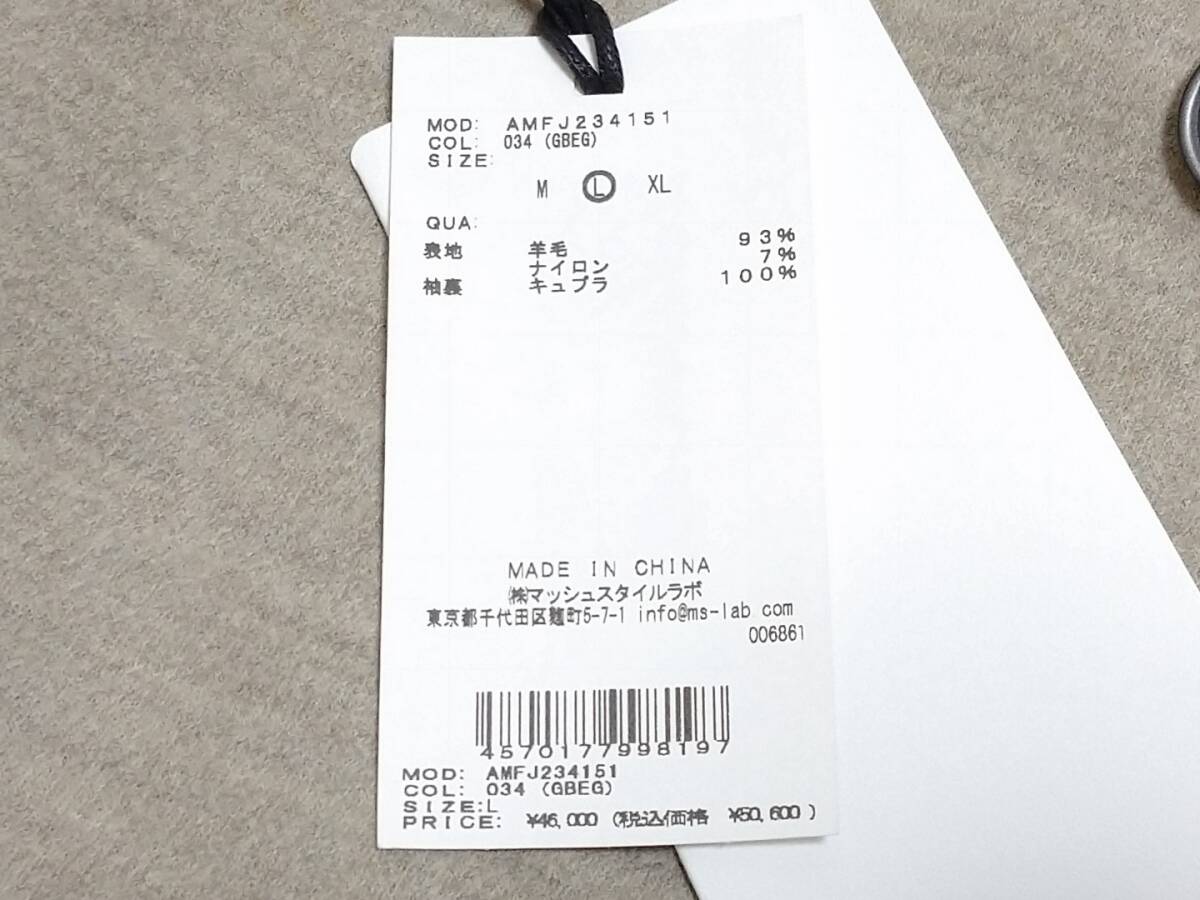 MOD: AMFJ234151
COL: 034 (GBEG)
SIZE:
M L XL
QUA:
表地 羊毛 93%
ナイロン 7%
袖裏 キュプラ 100%
MADE IN CHINA
㈱マッシュスタイルラボ
東京都千代田区麹町5-7-1 info@ms-lab com
006861
4570177998197
MOD: AMFJ234151
COL: 034 (GBEG)
SIZE:L
PRICE: ¥46,000 (税込価格 ¥50,600)